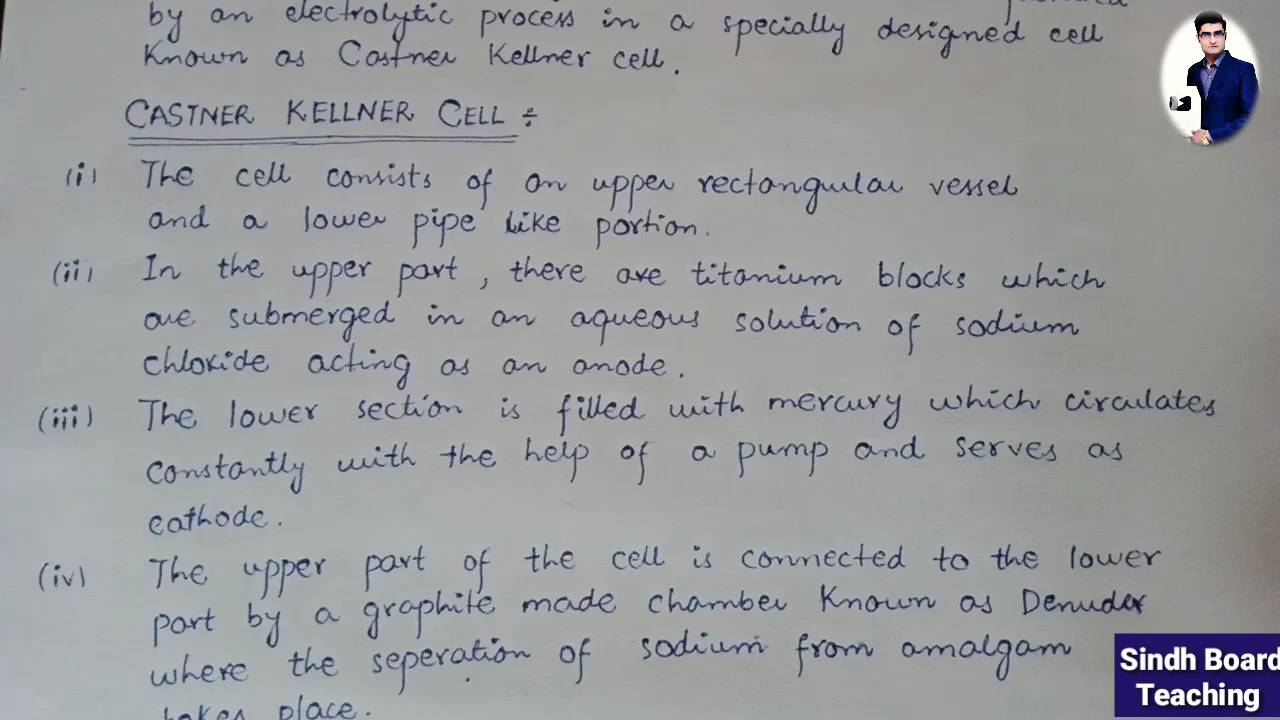 by an electrolytic process in a specially designed cell
Known as Castner Kellner cell.
CASTNER KELLNER CELL ÷
(i) The cell consists of an upper rectangular vessel
and a lower pipe like portion.
(ii) In the upper part, there are titanium blocks which
are submerged in an aqueous solution of sodium
chloride acting as an anode.
(iii) The lower section is filled with mercury which circulates
constantly with the help of a pump and serves as
cathode.
(iv) The upper part of the cell is connected to the lower
part by a graphite made chamber Known as Denuder
where the seperation of sodium from amalgam
takes place.
Sindh Board
Teaching